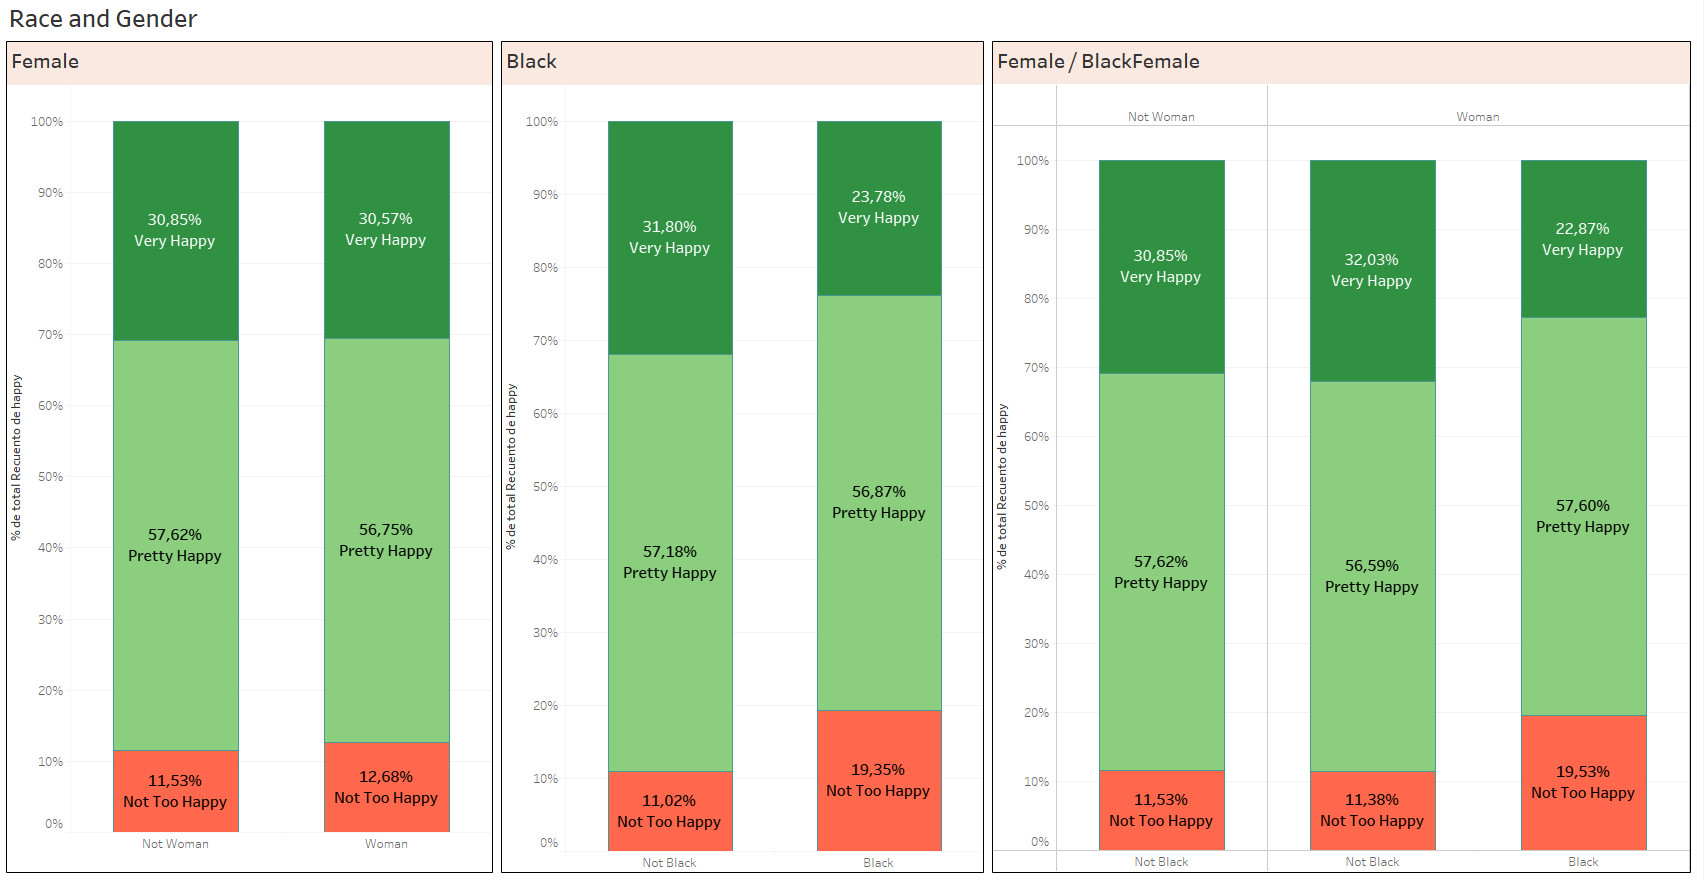 Race and Gender
Female
% de total Recuento de happy
100%
90%
80%
70%
60%
50%
40%
30%
20%
10%
0%
30,85%
Very Happy
57,62%
Pretty Happy
11,53%
Not Too Happy
30,57%
Very Happy
56,75%
Pretty Happy
12,68%
Not Too Happy
Not Woman
Woman
Black
% de total Recuento de happy
100%
90%
80%
70%
60%
50%
40%
30%
20%
10%
0%
31,80%
Very Happy
57,18%
Pretty Happy
11,02%
Not Too Happy
23,78%
Very Happy
56,87%
Pretty Happy
19,35%
Not Too Happy
Not Black
Black
Female / BlackFemale
Not Woman
Woman
% de total Recuento de happy
100%
90%
80%
70%
60%
50%
40%
30%
20%
10%
0%
30,85%
Very Happy
57,62%
Pretty Happy
11,53%
Not Too Happy
32,03%
Very Happy
56,59%
Pretty Happy
11,38%
Not Too Happy
22,87%
Very Happy
57,60%
Pretty Happy
19,53%
Not Too Happy
Not Black
Not Black
Black